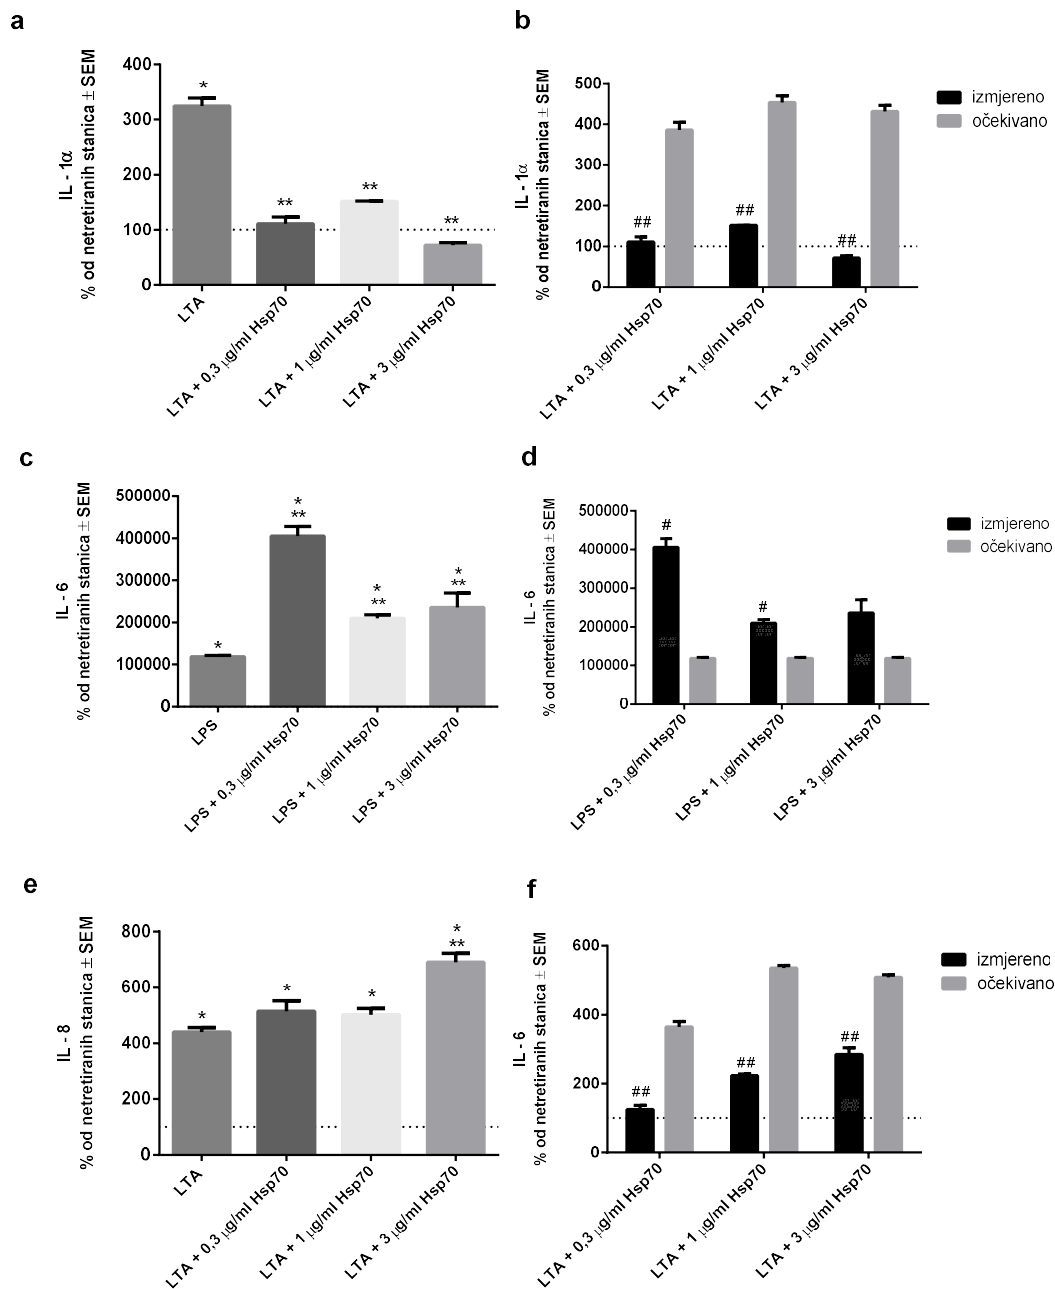 a
IL - 1α
% od netretiranih stanica ± SEM
400
300
200
100
0
*
**
**
**
LTA
LTA + 0,3 μg/ml Hsp70
LTA + 1 μg/ml Hsp70
LTA + 3 μg/ml Hsp70
b
IL - 1α
% od netretiranih stanica ± SEM
500
400
300
200
100
0
##
##
##
LTA + 0,3 μg/ml Hsp70
LTA + 1 μg/ml Hsp70
LTA + 3 μg/ml Hsp70
izmjereno
očekivano
c
IL - 6
% od netretiranih stanica ± SEM
500000
400000
300000
200000
100000
0
*
*
**
*
**
*
**
LPS
LPS + 0,3 μg/ml Hsp70
LPS + 1 μg/ml Hsp70
LPS + 3 μg/ml Hsp70
d
IL - 6
% od netretiranih stanica ± SEM
500000
400000
300000
200000
100000
0
#
#
LPS + 0,3 μg/ml Hsp70
LPS + 1 μg/ml Hsp70
LPS + 3 μg/ml Hsp70
izmjereno
očekivano
e
IL - 8
% od netretiranih stanica ± SEM
800
600
400
200
0
*
*
*
*
**
LTA
LTA + 0,3 μg/ml Hsp70
LTA + 1 μg/ml Hsp70
LTA + 3 μg/ml Hsp70
f
IL - 6
% od netretiranih stanica ± SEM
600
400
200
0
##
##
##
LTA + 0,3 μg/ml Hsp70
LTA + 1 μg/ml Hsp70
LTA + 3 μg/ml Hsp70
izmjereno
očekivano